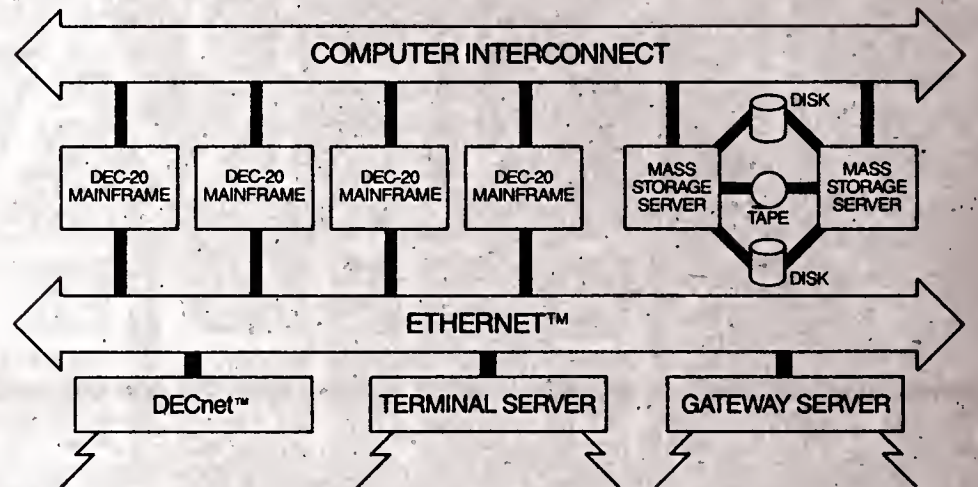 COMPUTER INTERCONNECT
DISK
DEC-20
MAINFRAME
DEC-20
MAINFRAME
DEC-20
MAINFRAME
DEC-20
MAINFRAME
MASS
STORAGE
SERVER
TAPE
MASS
STORAGE
SERVER
DISK
ETHERNET™
DECnet™
TERMINAL SERVER
GATEWAY SERVER